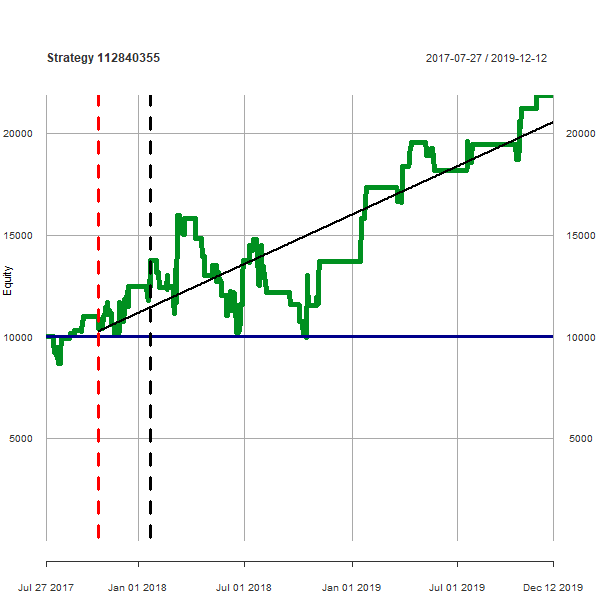 Strategy 112840355
2017-07-27 / 2019-12-12
20000
20000
15000
15000
Equity
10000
10000
5000
5000
Jul 27 2017
Jan 01 2018
Jul 01 2018
Jan 01 2019
Jul 01 2019
Dec 12 2019